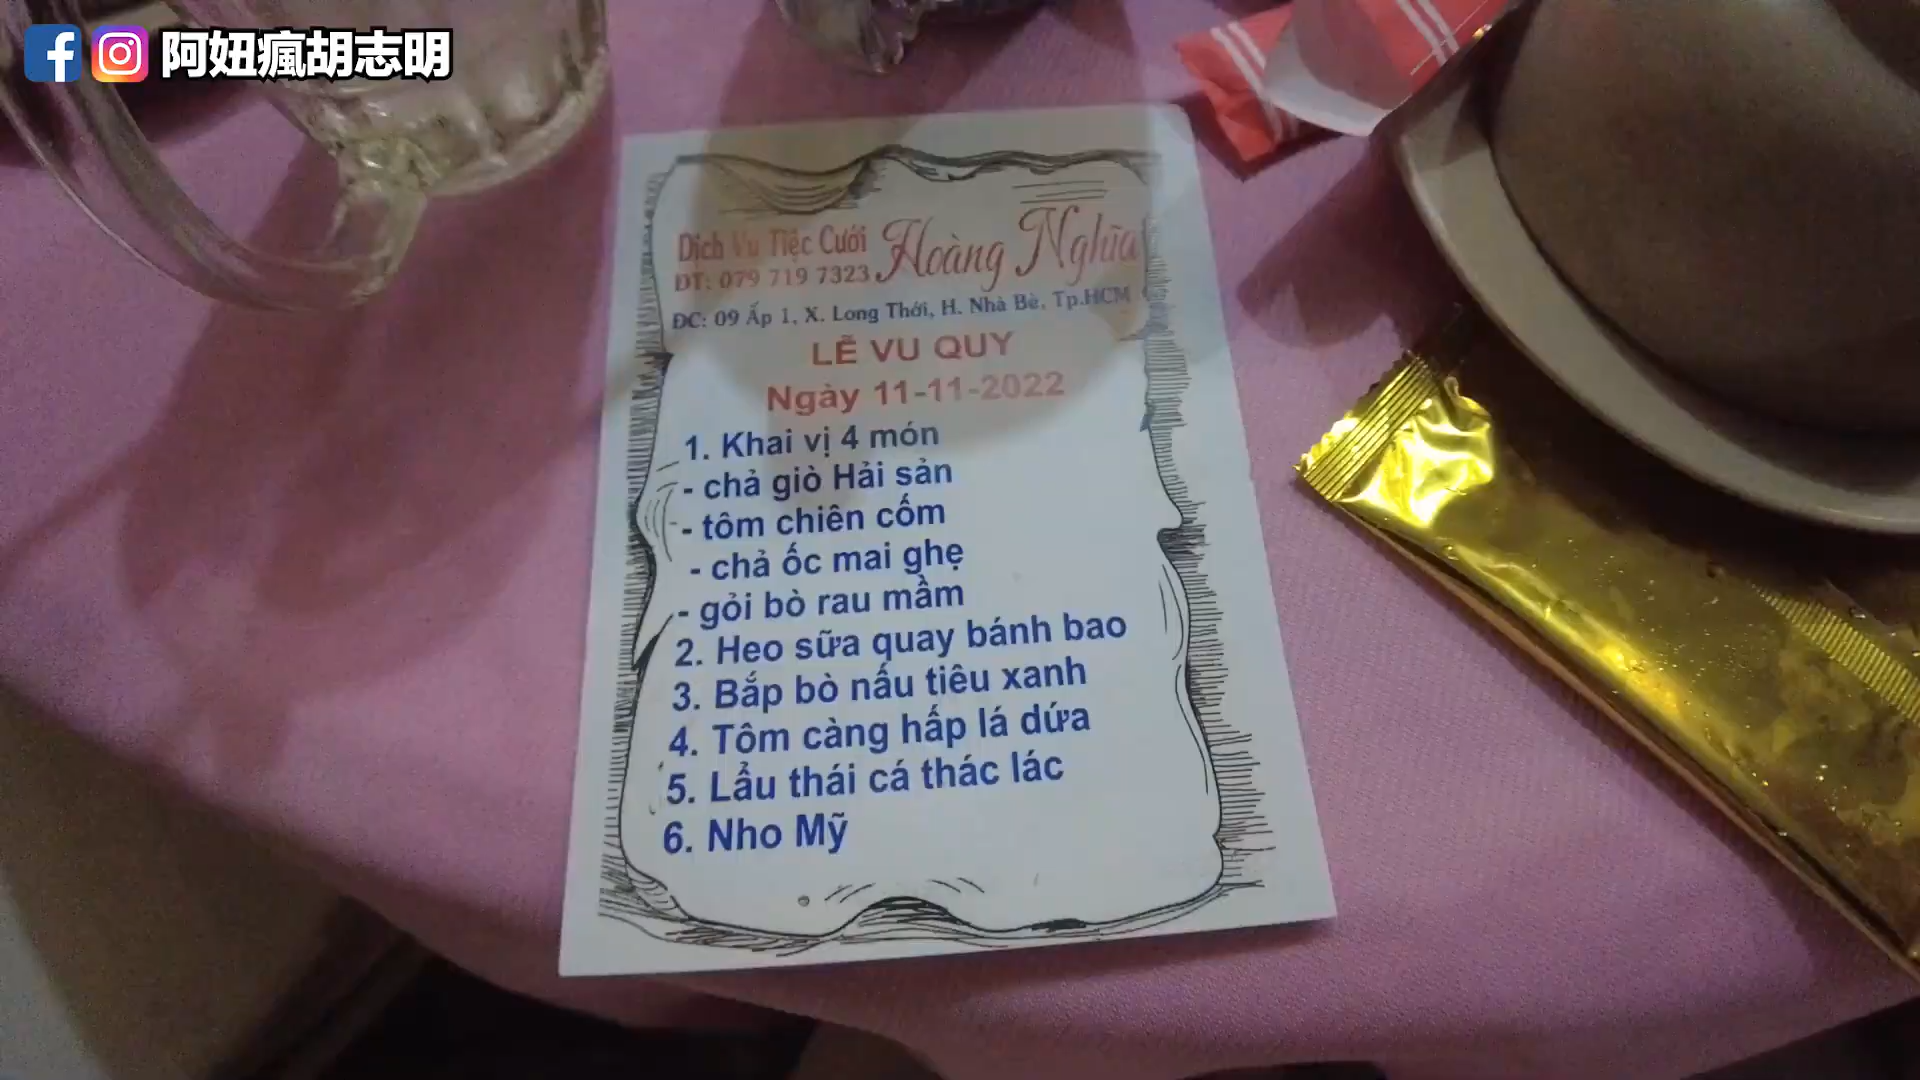 阿妞瘋胡志明
Dịch Vụ Tiệc Cưới Hoàng Nghĩa
ĐT: 079 719 7323
ĐC: 09 Ấp 1, X. Long Thới, H. Nhà Bè, Tp.HCM
LỄ VU QUY
Ngày 11-11-2022
1. Khai vị 4 món
- chả giò Hải sản
- tôm chiên cốm
- chả ốc mai ghẹ
- gỏi bò rau mầm
2. Heo sữa quay bánh bao
3. Bắp bò nấu tiêu xanh
4. Tôm càng hấp lá dứa
5. Lẩu thái cá thác lác
6. Nho Mỹ